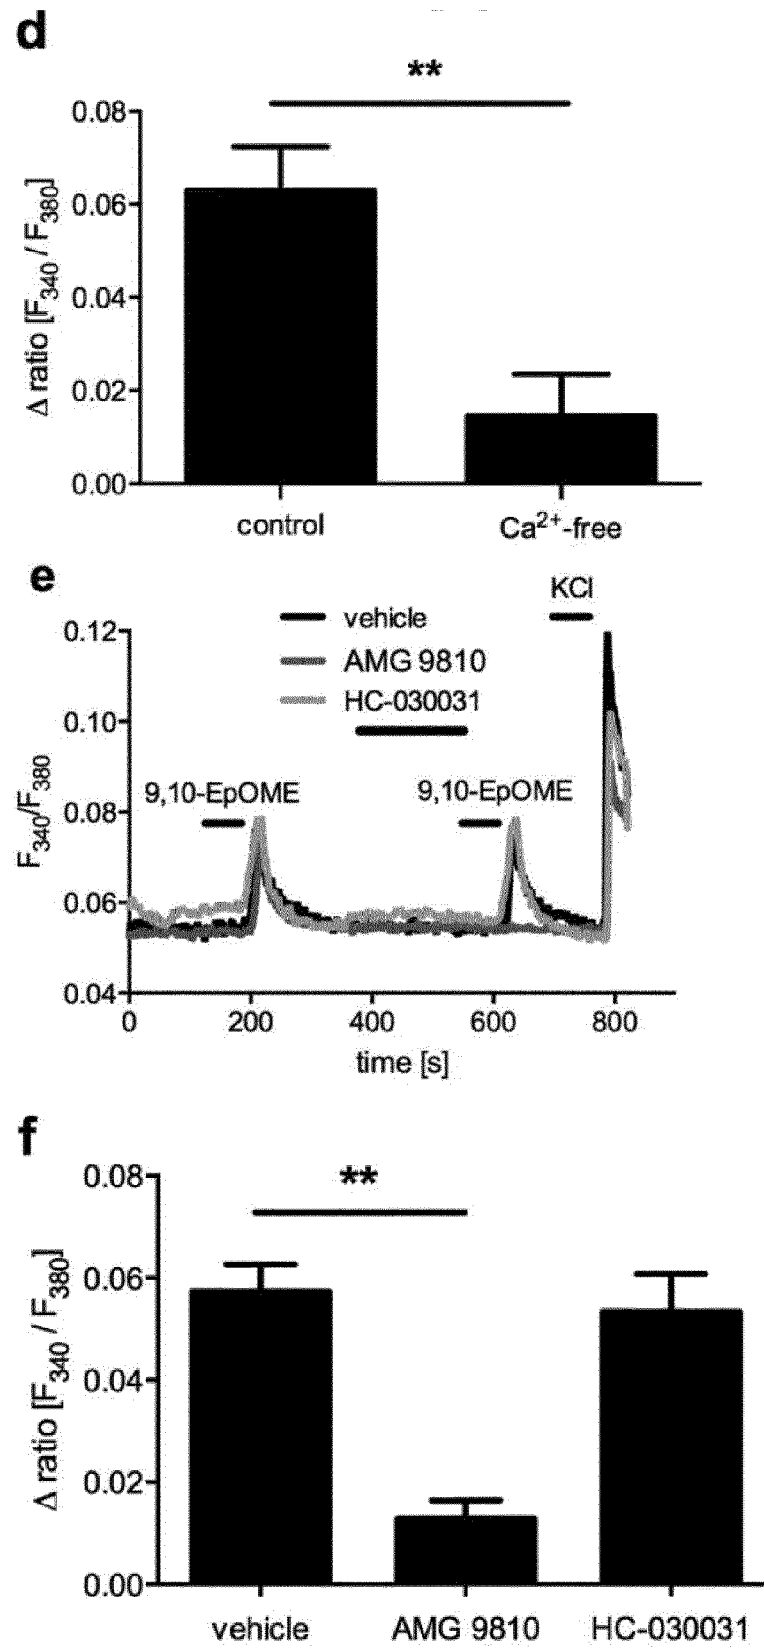 d
**
0.08
0.06
0.04
0.02
0.00
Δ ratio [F340 / F380]
control
Ca2+-free
e
KCl
vehicle
AMG 9810
HC-030031
0.12
0.10
0.08
0.06
0.04
F340/F380
9,10-EpOME
9,10-EpOME
0
200
400
600
800
time [s]
f
**
0.08
0.06
0.04
0.02
0.00
Δ ratio [F340 / F380]
vehicle
AMG 9810
HC-030031